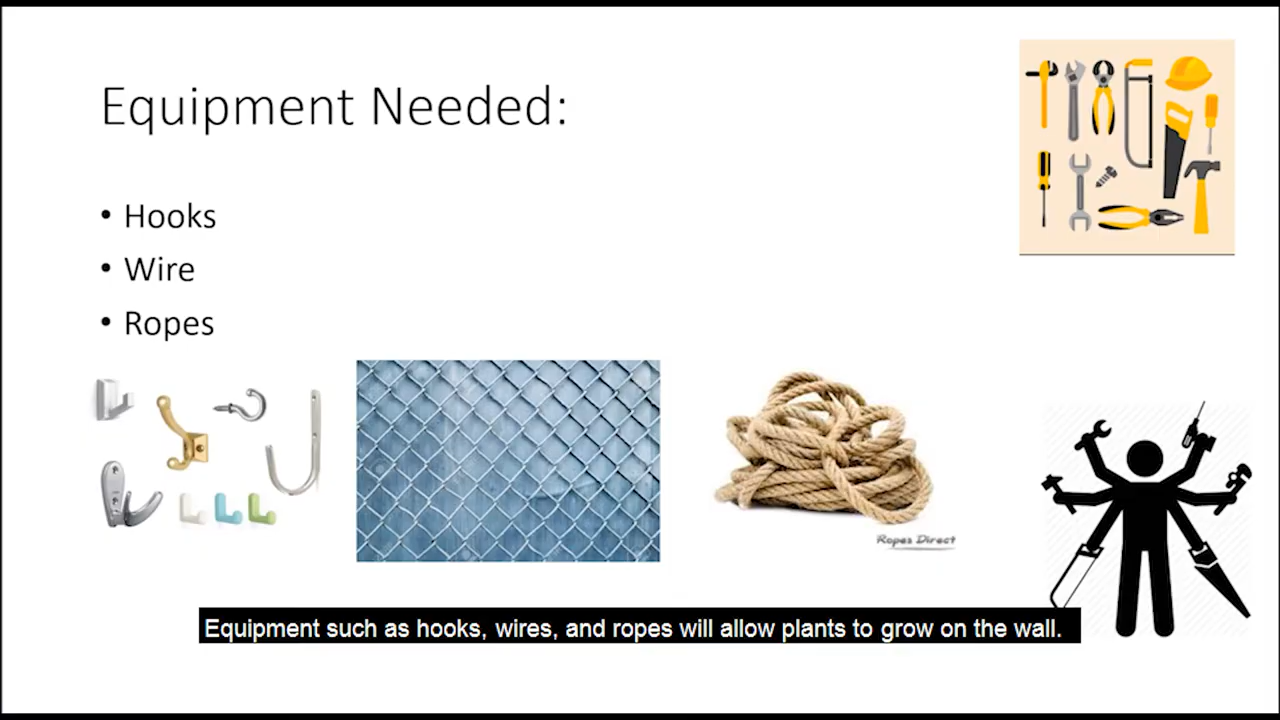 Equipment Needed:
• Hooks
• Wire
• Ropes
Ropes Direct
Equipment such as hooks, wires, and ropes will allow plants to grow on the wall.